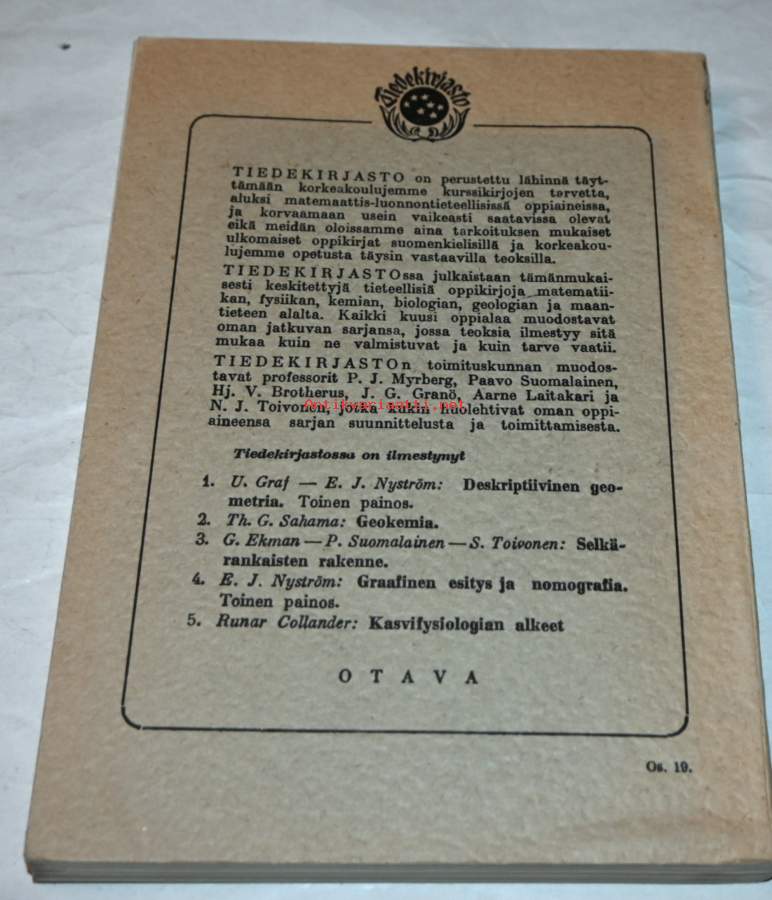 Tiedekirjasto
TIEDEKIRJASTO on perustettu lähinnä täyt-
tämään korkeakoulujemme kurssikirjojen tarvetta,
aluksi matemaattis-luonnontieteellisissä oppiaineissa,
ja korvaamaan usein vaikeasti saatavissa olevat
eikä meidän oloissamme aina tarkoituksen mukaiset
ulkomaiset oppikirjat suomenkielisillä ja korkeakou-
lujemme opetusta täysin vastaavilla teoksilla.
TIEDEKIRJASTOssa julkaistaan tämänmukai-
sesti keskitettyjä tieteellisiä oppikirjoja matematii-
kan, fysiikan, kemian, biologian, geologian ja maan-
tieteen alalta. Kaikki kuusi oppialaa muodostavat
oman jatkuvan sarjansa, jossa teoksia ilmestyy sitä
mukaa kuin ne valmistuvat ja kuin tarve vaatii.
TIEDEKIRJASTOn toimituskunnan muodos-
tavat professorit P. J. Myrberg, Paavo Suomalainen,
Hj. V. Brotherus, J. G. Granö, Aarne Laitakari ja
Antikvariaatti.net
N. J. Toivonen, jotka kukin huolehtivat oman oppi-
aineensa sarjan suunnittelusta ja toimittamisesta.
Tiedekirjastossa on ilmestynyt
1. U. Graf — E. J. Nyström: Deskriptiivinen geo-
metria. Toinen painos.
2. Th. G. Sahama: Geokemia.
3. G. Ekman — P. Suomalainen — S. Toivonen: Selkä-
rankaisten rakenne.
4. E. J. Nyström: Graafinen esitys ja nomografia.
Toinen painos.
5. Runar Collander: Kasvifysiologian alkeet
OTAVA
Os. 19.